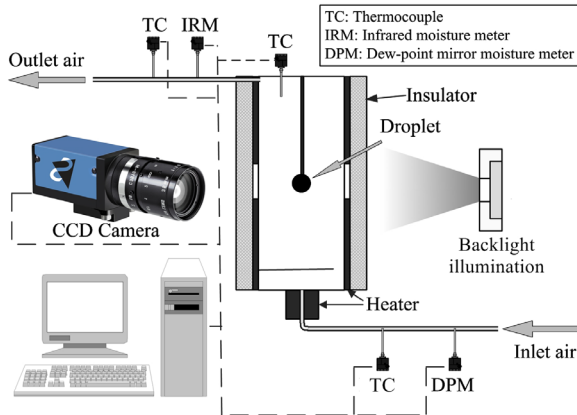 TC: Thermocouple
IRM: Infrared moisture meter
DPM: Dew-point mirror moisture meter
TC
IRM
TC
Outlet air
Insulator
Droplet
CCD Camera
Backlight
illumination
Heater
Inlet air
TC
DPM